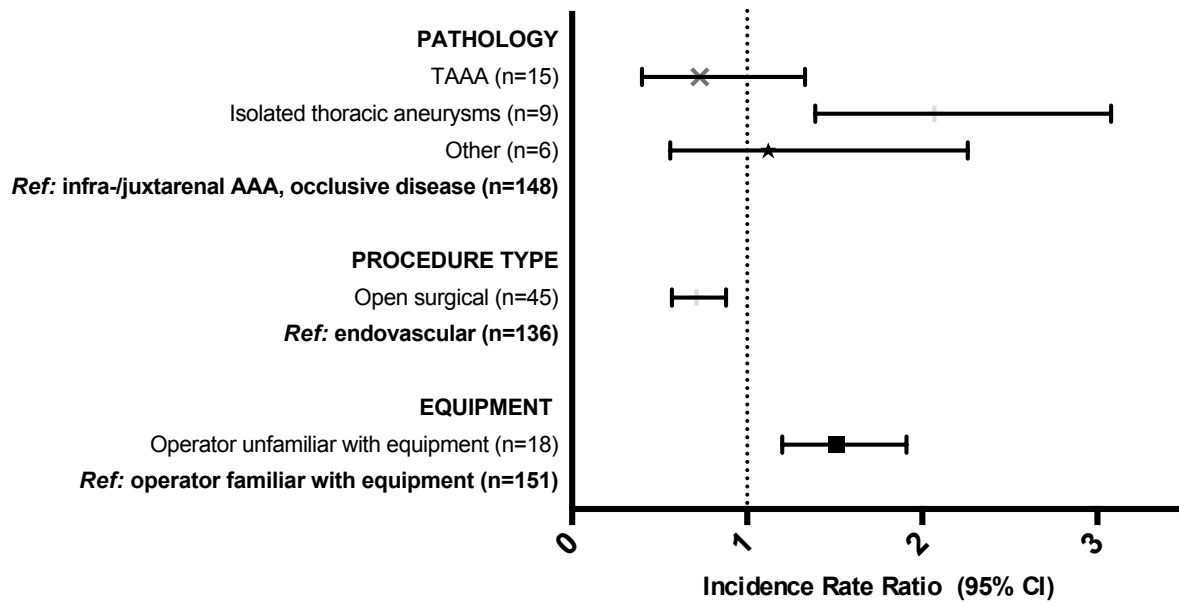 PATHOLOGY
TAAA (n=15)
Isolated thoracic aneurysms (n=9)
Other (n=6)
Ref: infra-/juxtarenal AAA, occlusive disease (n=148)
PROCEDURE TYPE
Open surgical (n=45)
Ref: endovascular (n=136)
EQUIPMENT
Operator unfamiliar with equipment (n=18)
Ref: operator familiar with equipment (n=151)
0 1 2 3
Incidence Rate Ratio (95% CI)